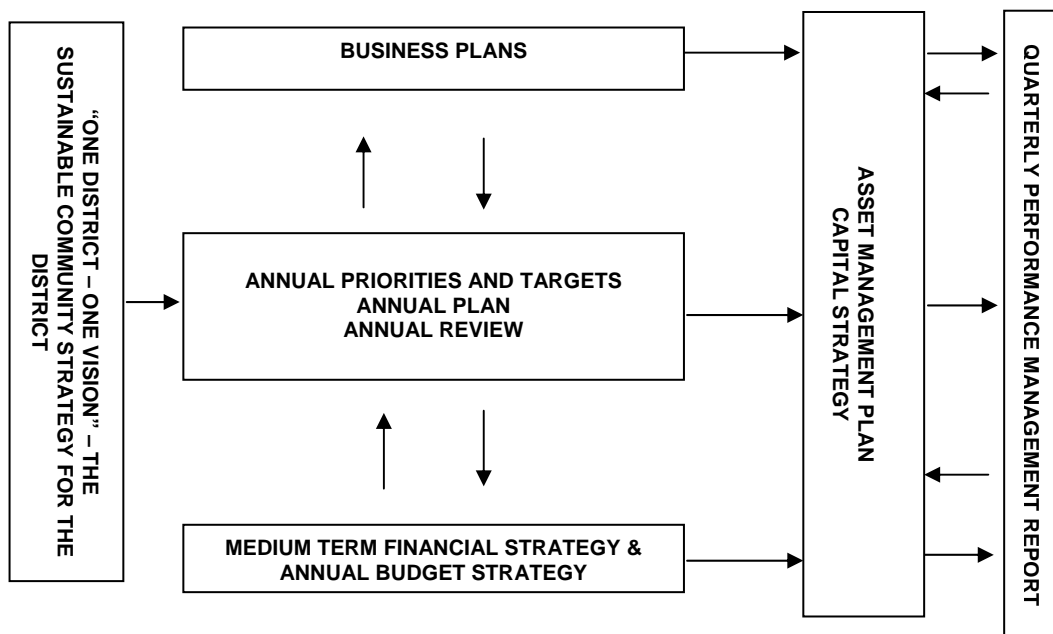 “ONE DISTRICT – ONE VISION” – THE
SUSTAINABLE COMMUNITY STRATEGY FOR THE
DISTRICT
BUSINESS PLANS
ANNUAL PRIORITIES AND TARGETS
ANNUAL PLAN
ANNUAL REVIEW
MEDIUM TERM FINANCIAL STRATEGY &
ANNUAL BUDGET STRATEGY
ASSET MANAGEMENT PLAN
CAPITAL STRATEGY
QUARTERLY PERFORMANCE MANAGEMENT REPORT